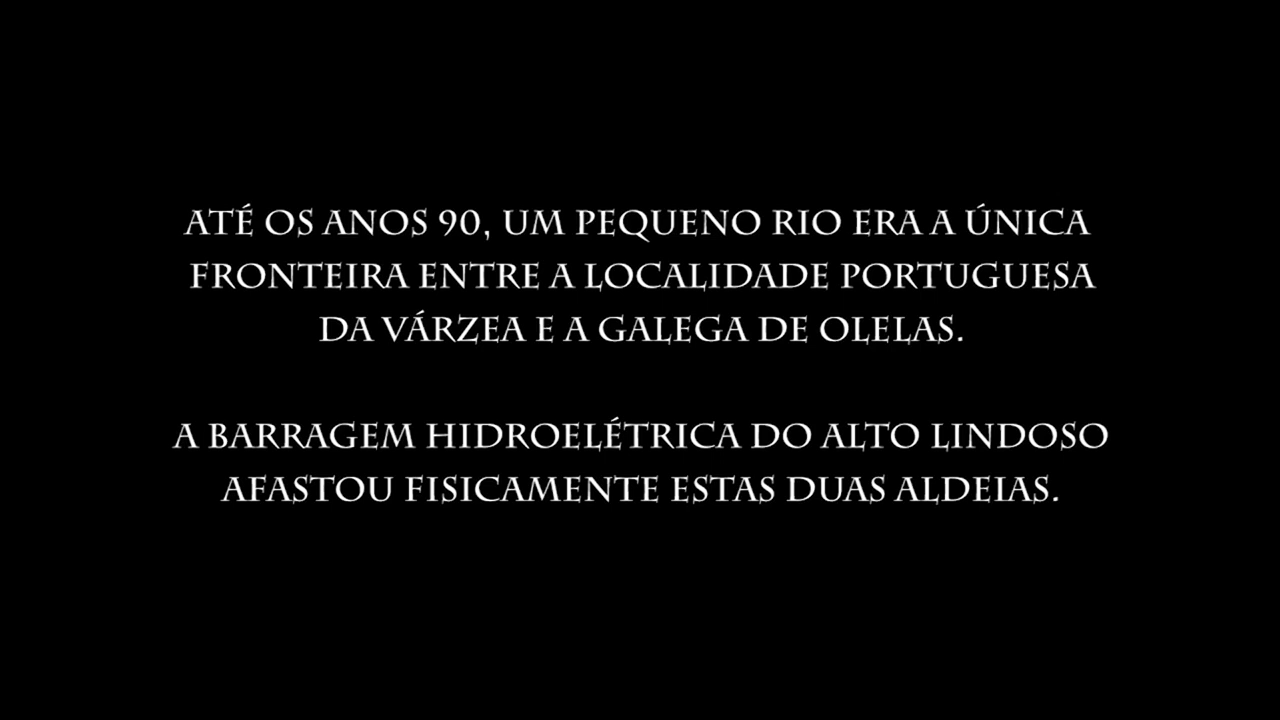 ATÉ OS ANOS 90, UM PEQUENO RIO ERA A ÚNICA
FRONTEIRA ENTRE A LOCALIDADE PORTUGUESA
DA VÁRZEA E A GALEGA DE OLELAS.
A BARRAGEM HIDROELÉTRICA DO ALTO LINDOSO
AFASTOU FISICAMENTE ESTAS DUAS ALDEIAS.